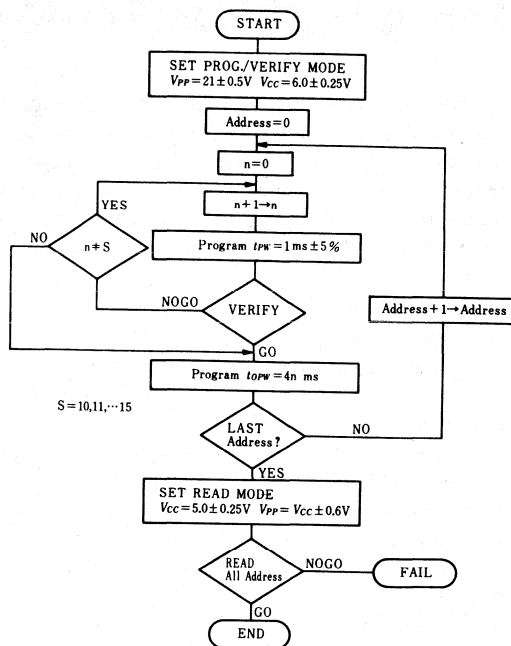 START
SET PROG./VERIFY MODE
VPP=21±0.5V VCC=6.0±0.25V
Address=0
n=0
YES
n+1→n
NO
n≠S
Program tPW=1ms±5%
NOGO
VERIFY
Address+1→Address
GO
Program tOPW=4n ms
S=10,11,…15
LAST
Address?
NO
YES
SET READ MODE
VCC=5.0±0.25V VPP=VCC±0.6V
READ
All Address
NOGO
FAIL
GO
END